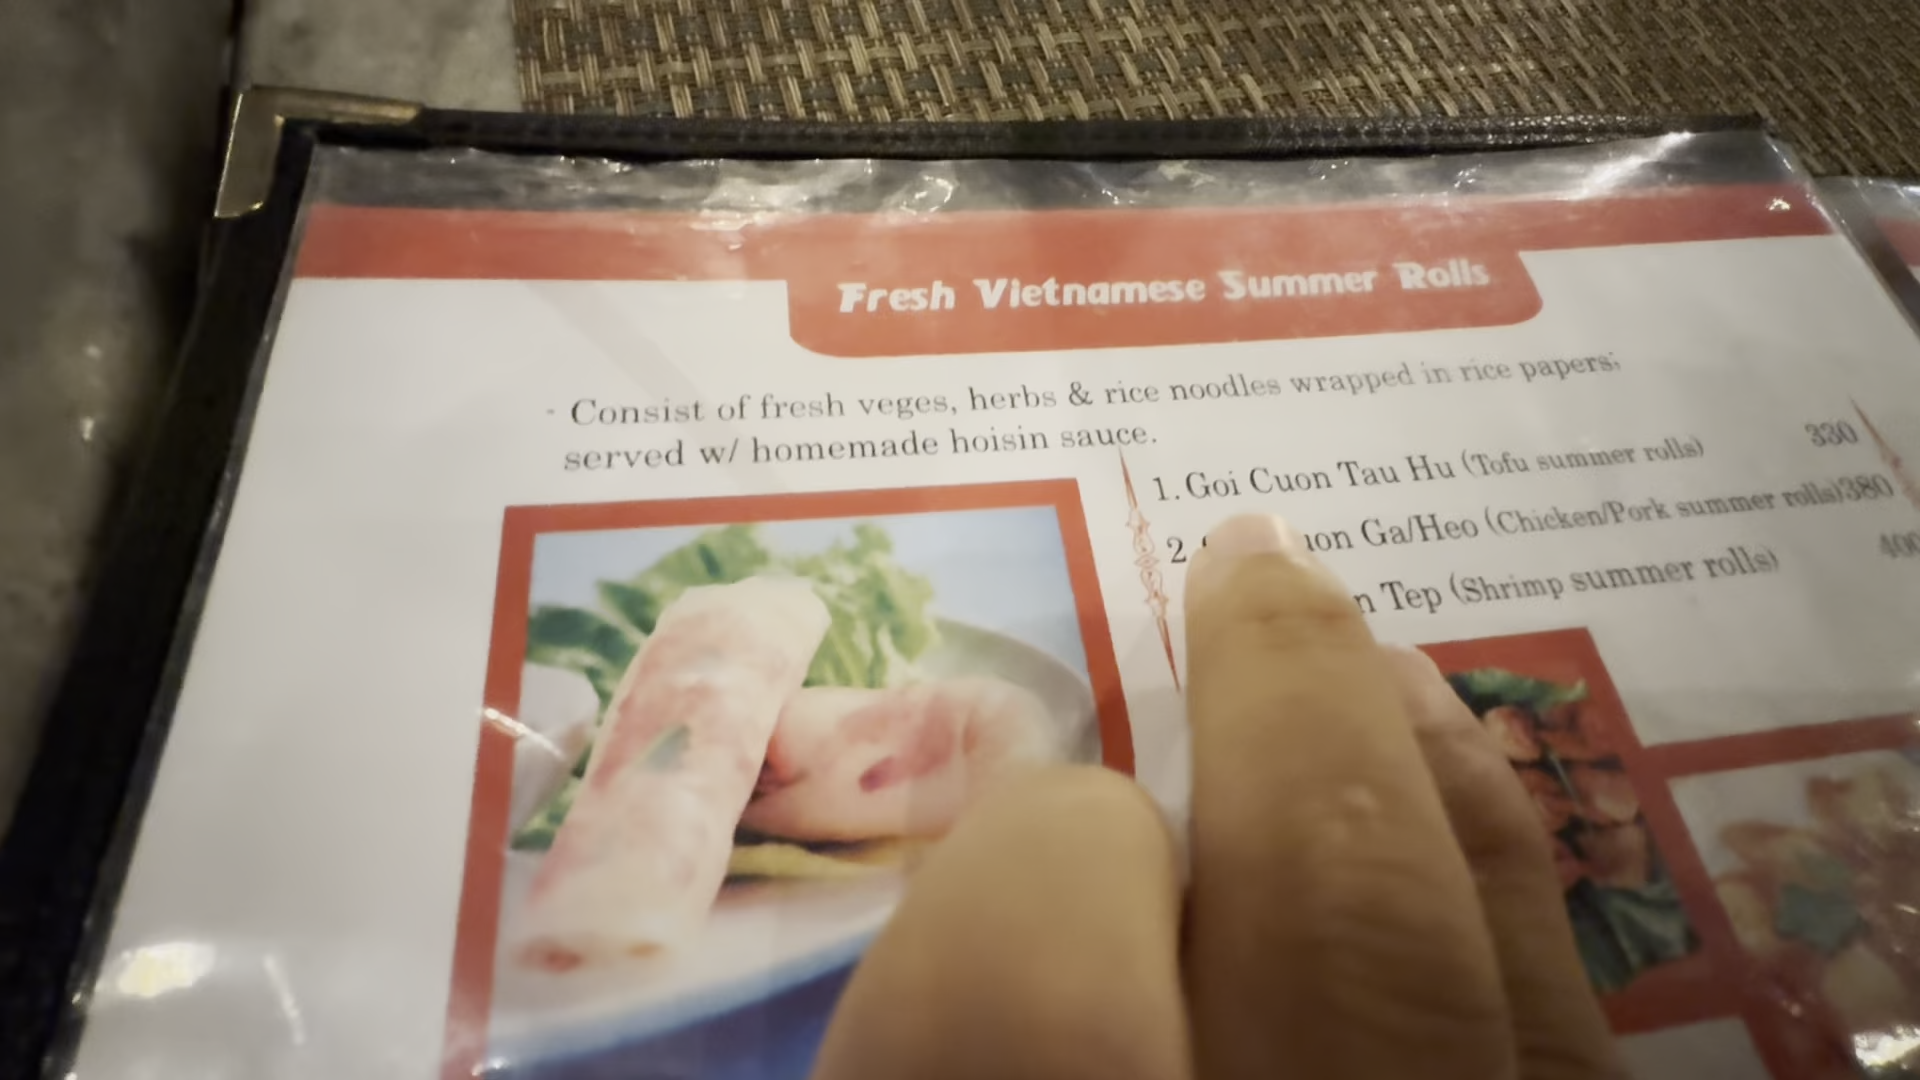 Fresh Vietnamese Summer Rolls
- Consist of fresh veges, herbs & rice noodles wrapped in rice papers;
served w/ homemade hoisin sauce.
1. Goi Cuon Tau Hu (Tofu summer rolls) 330
2 Ga/Heo (Chicken/Pork summer rolls) 380
Tep (Shrimp summer rolls) 400